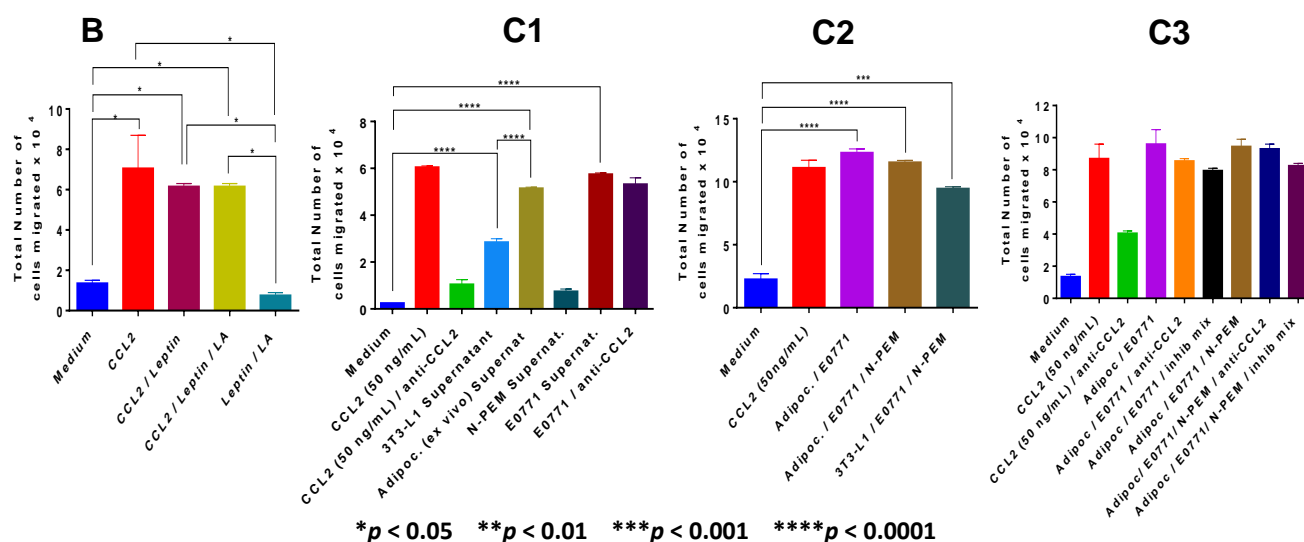 B
C1
C2
C3
Total Number of
cells migrated x 10 4
10
8
6
4
2
0
*
*
*
*
*
*
Medium
CCL2
CCL2 / Leptin
CCL2 / Leptin / LA
Leptin / LA
Total Number of
cells migrated x 10 4
8
6
4
2
0
****
****
****
****
Medium
CCL2 (50 ng/mL)
CCL2 (50 ng/mL) / anti-CCL2
3T3-L1 Supernatant
Adipoc. (ex vivo) Supernat
N-PEM Supernat.
E0771 Supernat.
E0771 / anti-CCL2
Total Number of
cells migrated x 10 4
15
10
5
0
***
****
****
Medium
CCL2 (50ng/mL)
Adipoc. / E0771
Adipoc. / E0771 / N-PEM
3T3-L1 / E0771 / N-PEM
Total Number of
cells migrated x 10 4
12
10
8
6
4
2
0
Medium
CCL2 (50 ng/mL)
CCL2 (50 ng/mL) / anti-CCL2
Adipoc / E0771
Adipoc / E0771 / anti-CCL2
Adipoc / E0771 / inhib mix
Adipoc / E0771 / N-PEM
Adipoc/ E0771/ N-PEM / anti-CCL2
Adipoc / E0771/ N-PEM / inhib mix
*p < 0.05 **p < 0.01 ***p < 0.001 ****p < 0.0001